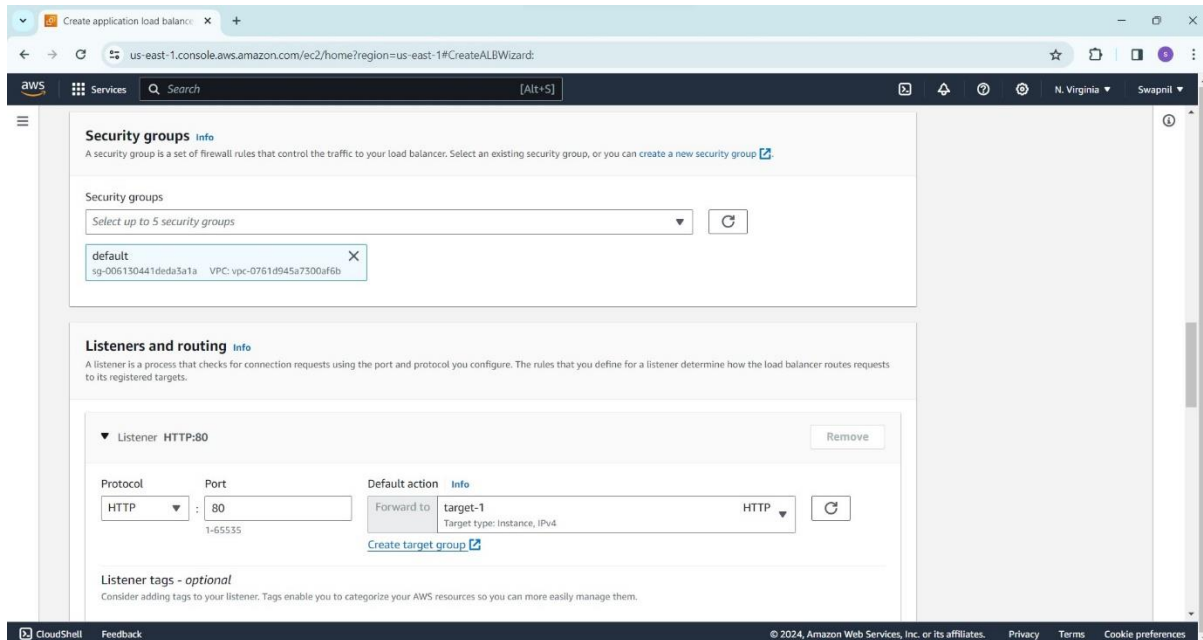 Create application load balance
us-east-1.console.aws.amazon.com/ec2/home?region=us-east-1#CreateALBWizard:
s
aws Services Search [Alt+S] N. Virginia Swapnil
Security groups Info
A security group is a set of firewall rules that control the traffic to your load balancer. Select an existing security group, or you can create a new security group.
Security groups
Select up to 5 security groups
default
sg-006130441deda3a1a VPC: vpc-0761d945a7300af6b
Listeners and routing Info
A listener is a process that checks for connection requests using the port and protocol you configure. The rules that you define for a listener determine how the load balancer routes requests
to its registered targets.
Listener HTTP:80 Remove
Protocol Port Default action Info
HTTP : 80 Forward to target-1 HTTP
Target type: Instance, IPv4
1-65535
Create target group
Listener tags - optional
Consider adding tags to your listener. Tags enable you to categorize your AWS resources so you can more easily manage them.
CloudShell Feedback © 2024, Amazon Web Services, Inc. or its affiliates. Privacy Terms Cookie preferences